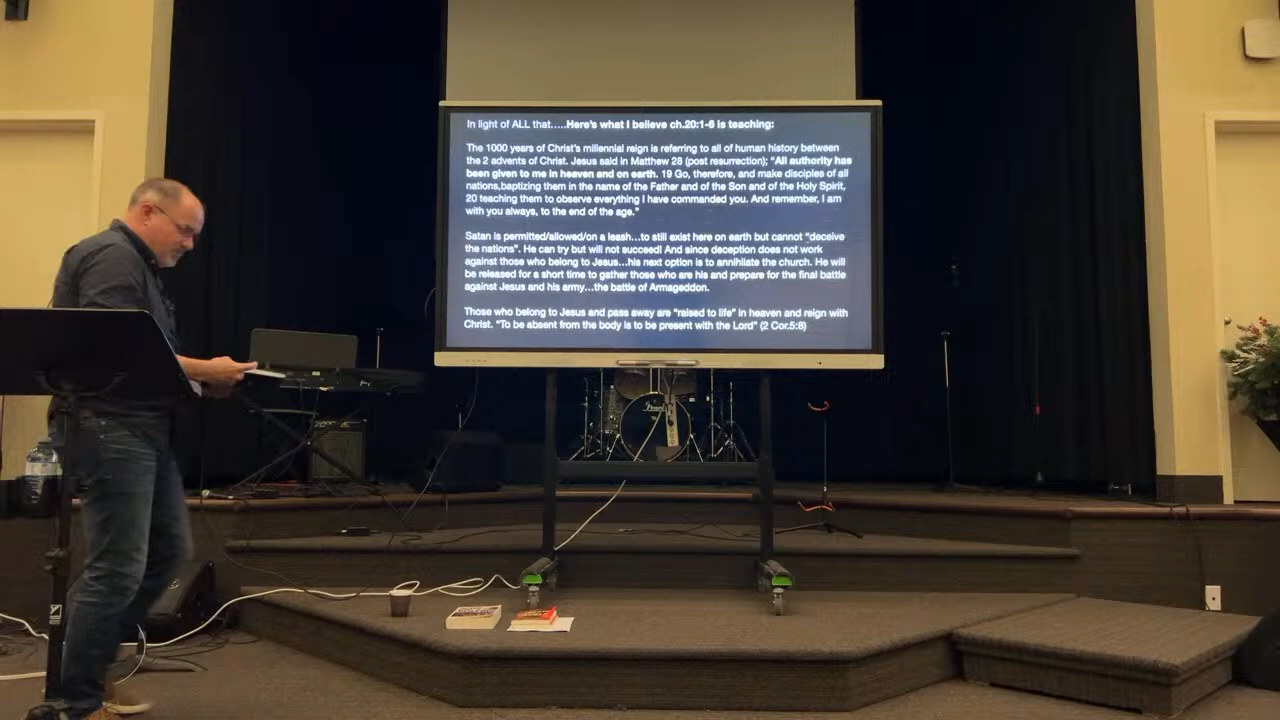 In light of ALL that.....Here's what I believe ch.20:1-6 is teaching:
The 1000 years of Christ's millennial reign is referring to all of human history between
the 2 advents of Christ. Jesus said in Matthew 28 (post resurrection); "All authority has
been given to me in heaven and on earth. 19 Go, therefore, and make disciples of all
nations,baptizing them in the name of the Father and of the Son and of the Holy Spirit,
20 teaching them to observe everything I have commanded you. And remember, I am
with you always, to the end of the age."
Satan is permitted/allowed/on a leash...to still exist here on earth but cannot "deceive
the nations". He can try but will not succeed! And since deception does not work
against those who belong to Jesus...his next option is to annihilate the church. He will
be released for a short time to gather those who are his and prepare for the final battle
against Jesus and his army...the battle of Armageddon.
Those who belong to Jesus and pass away are "raised to life" in heaven and reign with
Christ. "To be absent from the body is to be present with the Lord" (2 Cor.5:8)